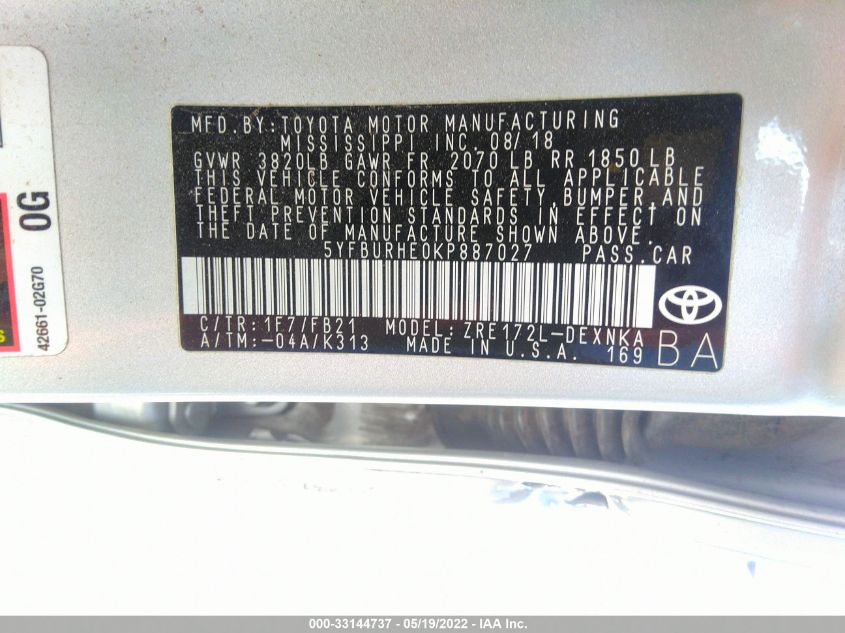 MFD.BY:TOYOTA MOTOR MANUFACTURING
MISSISSIPPI INC. 08/18
GVWR 3820LB GAWR FR 2070 LB RR 1850 LB
THIS VEHICLE CONFORMS TO ALL APPLICABLE
FEDERAL MOTOR VEHICLE SAFETY,BUMPER,AND
THEFT PREVENTION STANDARDS IN EFFECT ON
THE DATE OF MANUFACTURE SHOWN ABOVE.
5YFBURHE0KP887027 PASS.CAR
C/TR:1F7/FB21 MODEL:ZRE172L-DEXNKA
A/TM:-04A/K313 MADE IN U.S.A. 169
BA
0G
42661-02G70
000-33144737 - 05/19/2022 - IAA Inc.